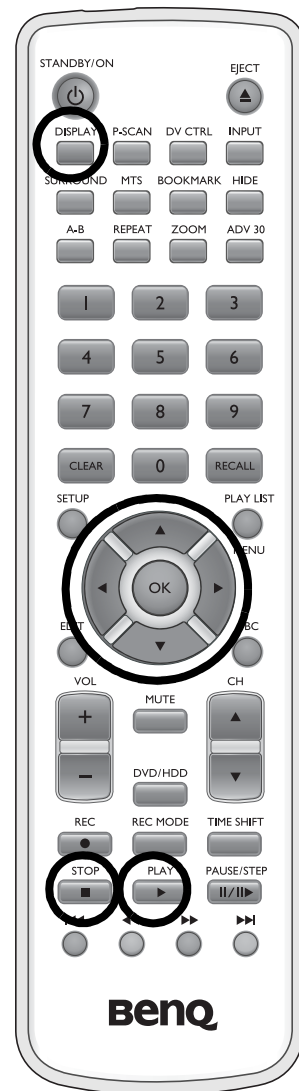 STANDBY/ON EJECT
DISPLAY P-SCAN DV CTRL INPUT
SURROUND MTS BOOKMARK HIDE
A-B REPEAT ZOOM ADV 30
1 2 3
4 5 6
7 8 9
CLEAR 0 RECALL
SETUP PLAY LIST
MENU
OK
EDIT
VOL CH
MUTE
+
−
DVD/HDD
REC REC MODE TIME SHIFT
STOP PLAY PAUSE/STEP
BenQ